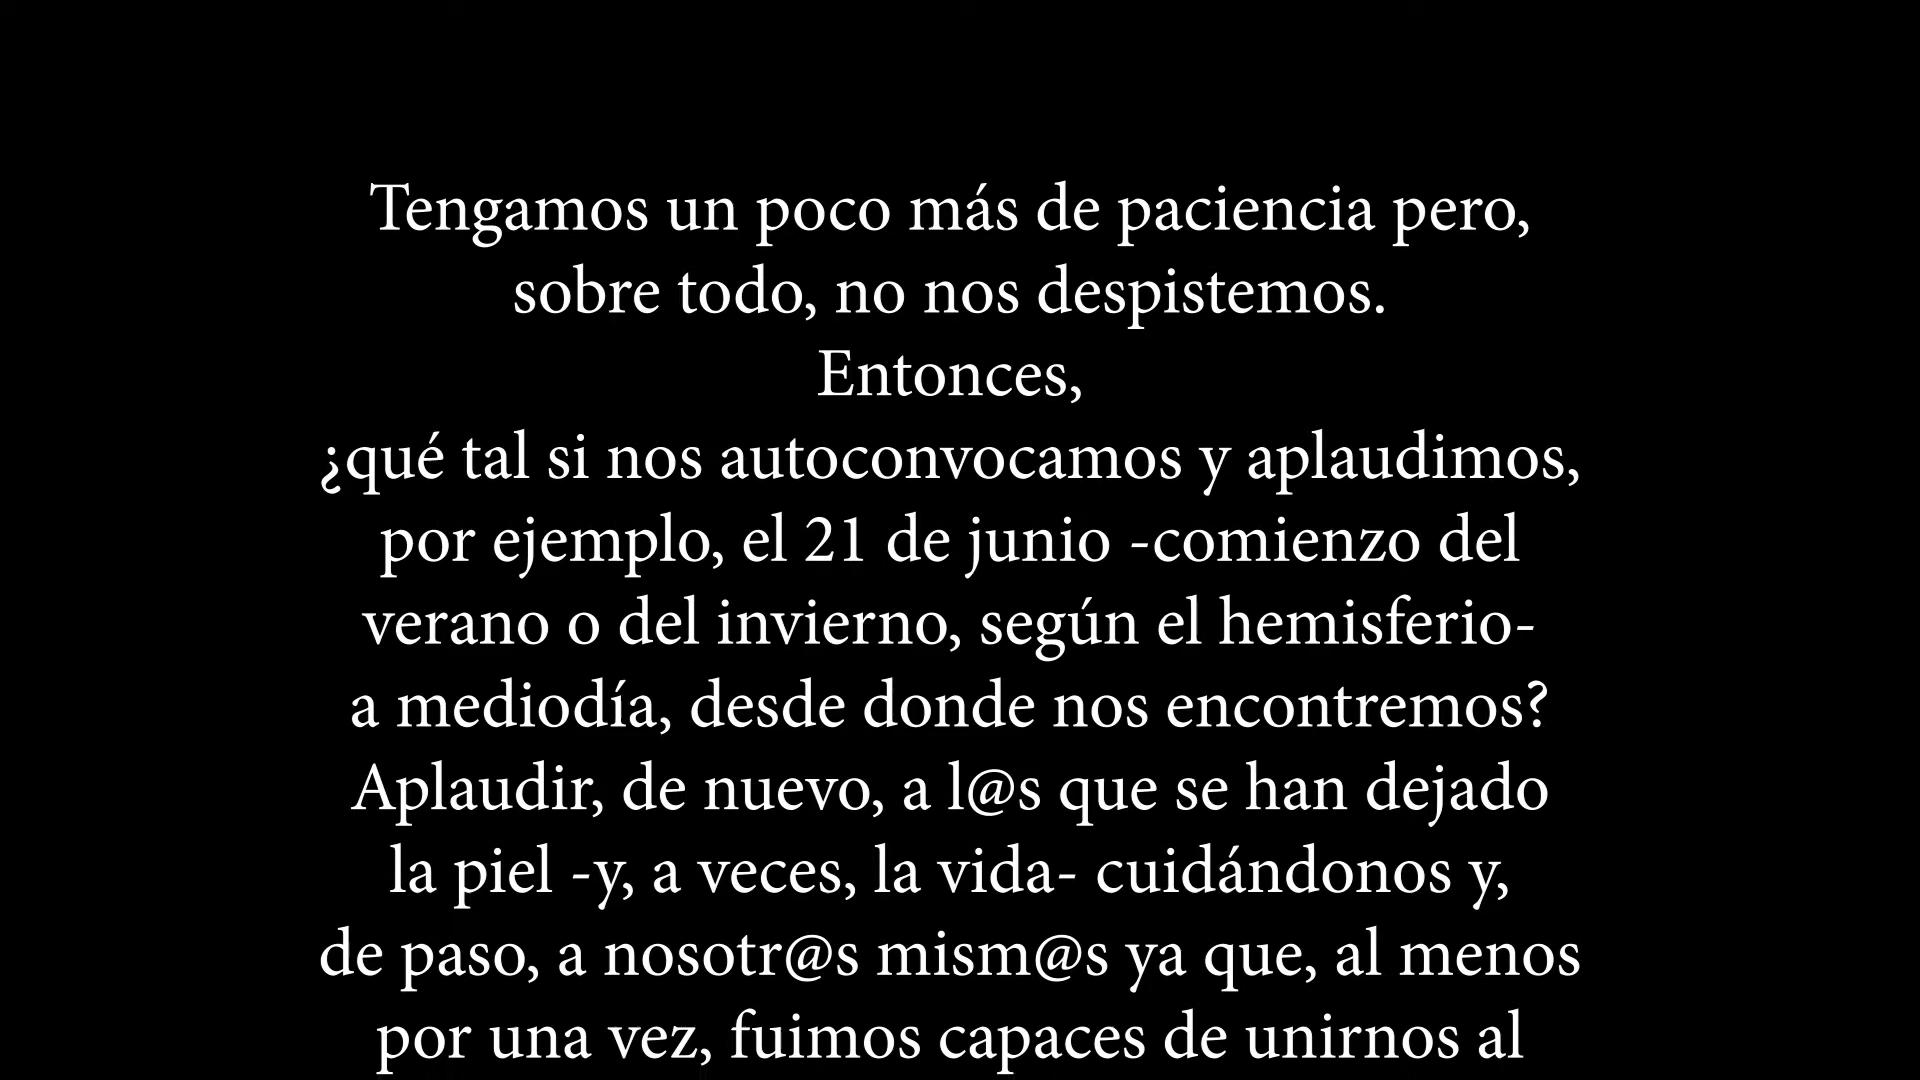 Tengamos un poco más de paciencia pero,
sobre todo, no nos despistemos.
Entonces,
¿qué tal si nos autoconvocamos y aplaudimos,
por ejemplo, el 21 de junio -comienzo del
verano o del invierno, según el hemisferio-
a mediodía, desde donde nos encontremos?
Aplaudir, de nuevo, a l@s que se han dejado
la piel -y, a veces, la vida- cuidándonos y,
de paso, a nosotr@s mism@s ya que, al menos
por una vez, fuimos capaces de unirnos al